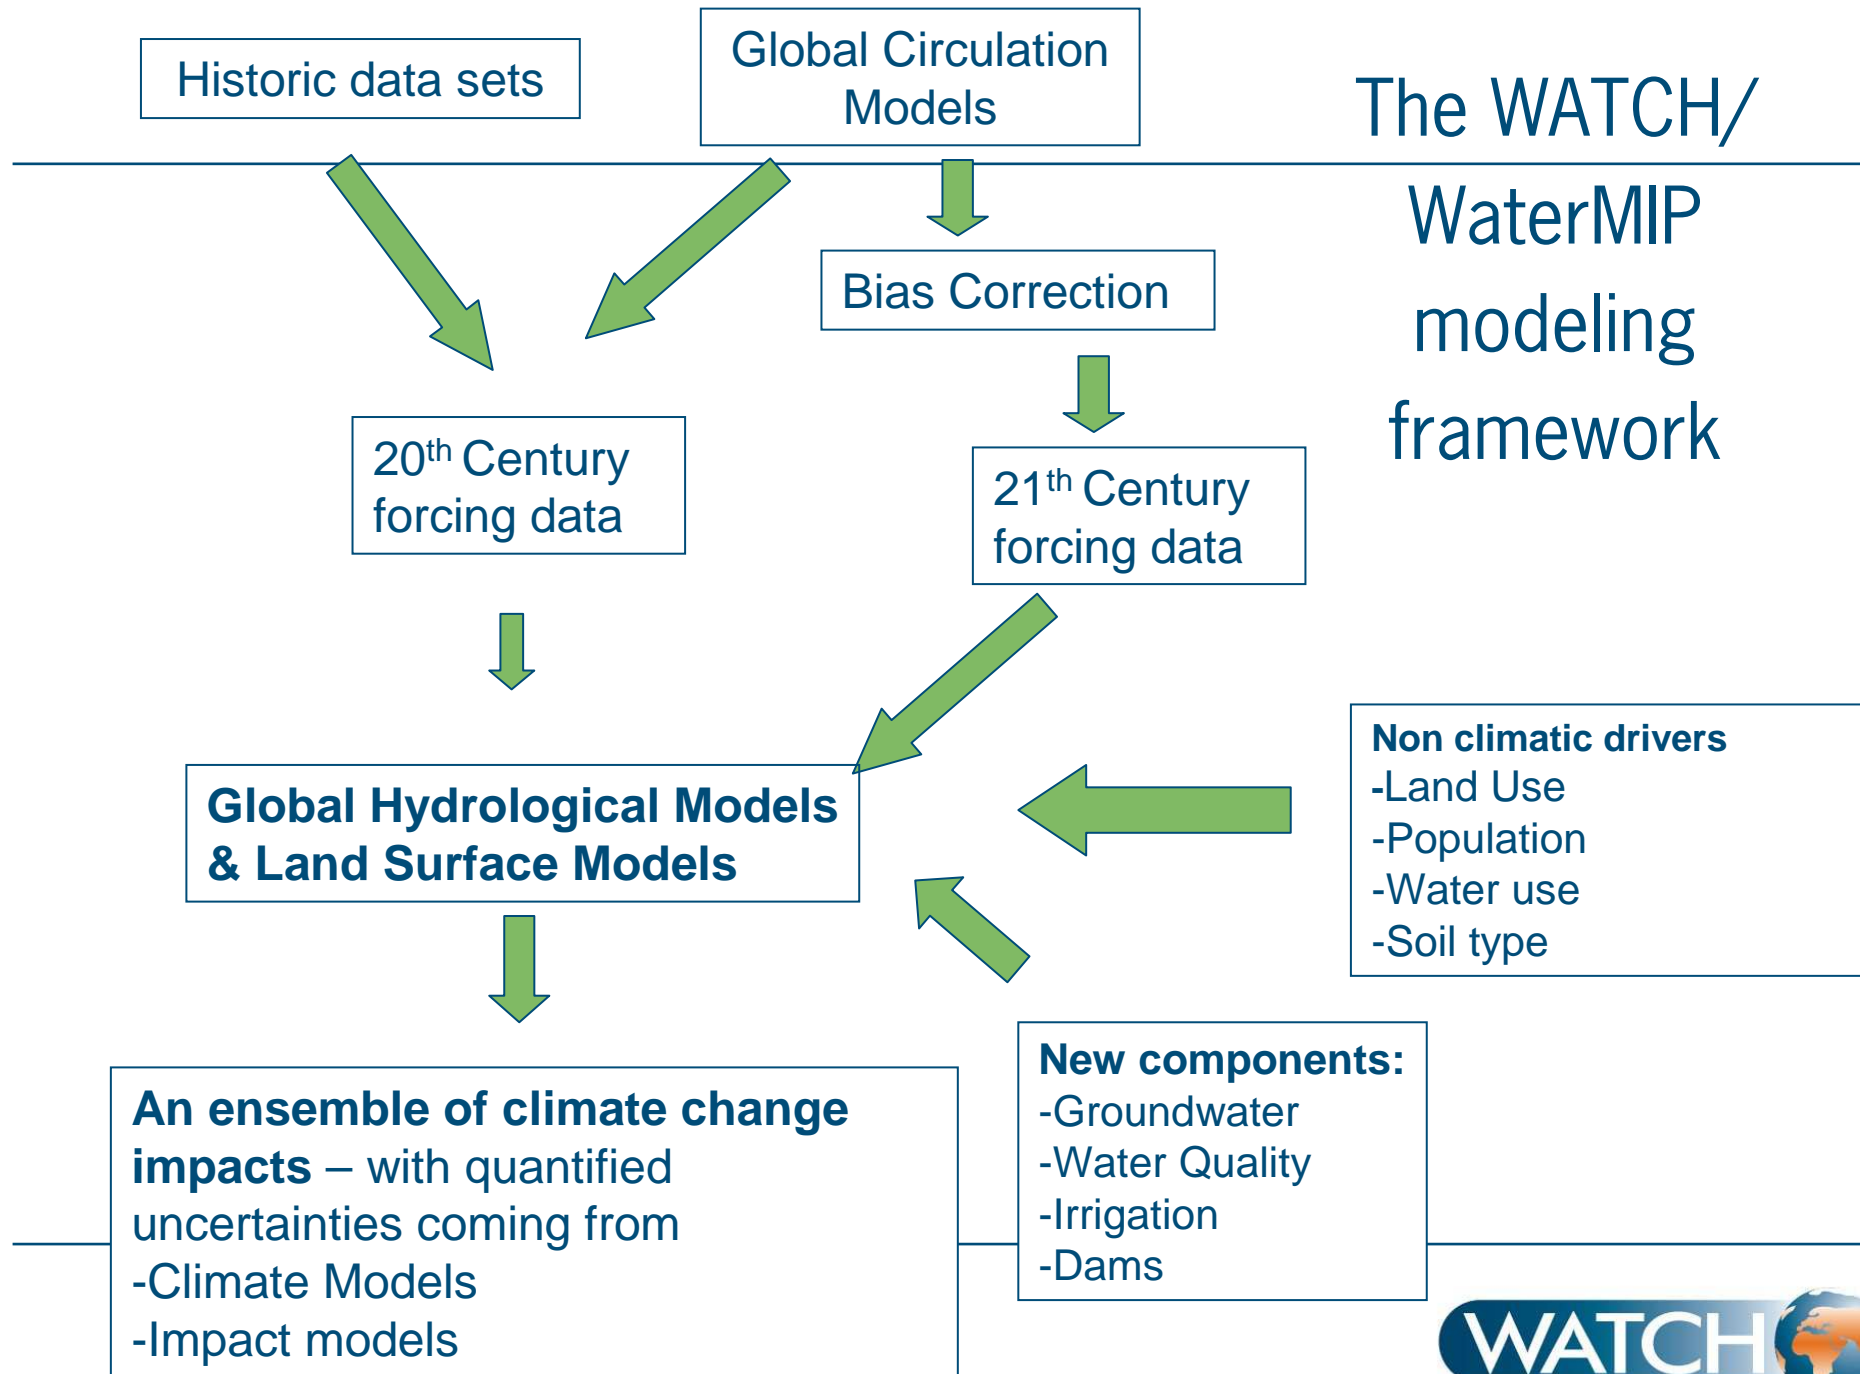 Historic data sets
Global Circulation
Models
The WATCH/
WaterMIP
modeling
framework
Bias Correction
20th Century
forcing data
21th Century
forcing data
Non climatic drivers
-Land Use
-Population
-Water use
-Soil type
Global Hydrological Models
& Land Surface Models
New components:
-Groundwater
-Water Quality
-Irrigation
-Dams
An ensemble of climate change
impacts – with quantified
uncertainties coming from
-Climate Models
-Impact models
WATCH